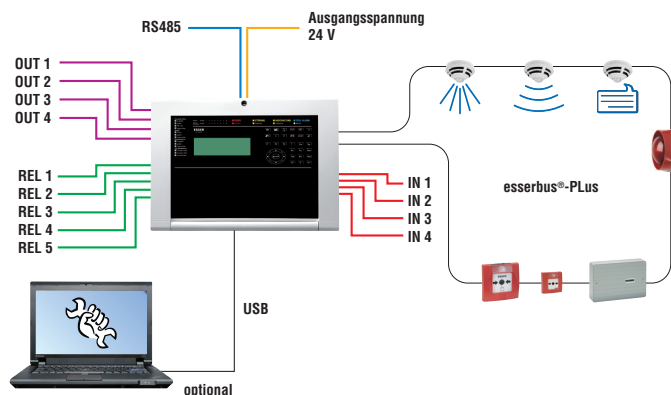 RS485
Ausgangsspannung
24 V
OUT 1
OUT 2
OUT 3
OUT 4
REL 1
REL 2
REL 3
REL 4
REL 5
IN 1
IN 2
IN 3
IN 4
esserbus®-PLus
USB
optional